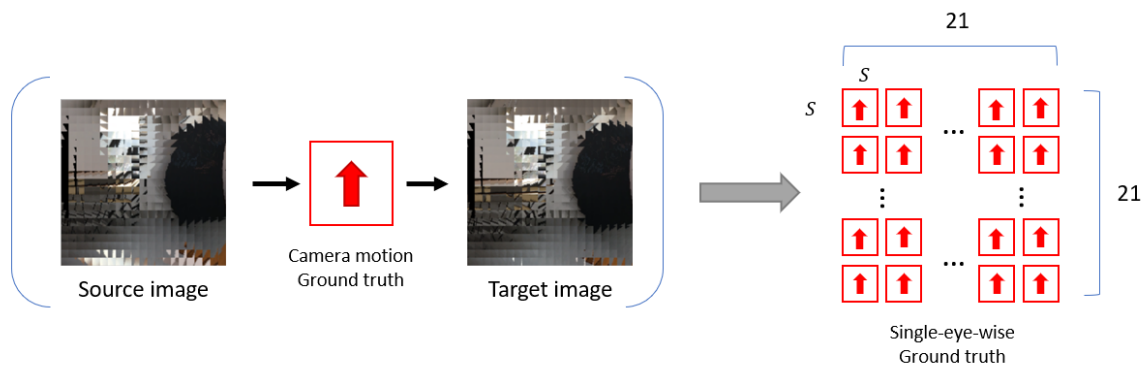 21
S
S
...
...
21
Camera motion
Ground truth
Source image
Target image
...
...
Single-eye-wise
Ground truth